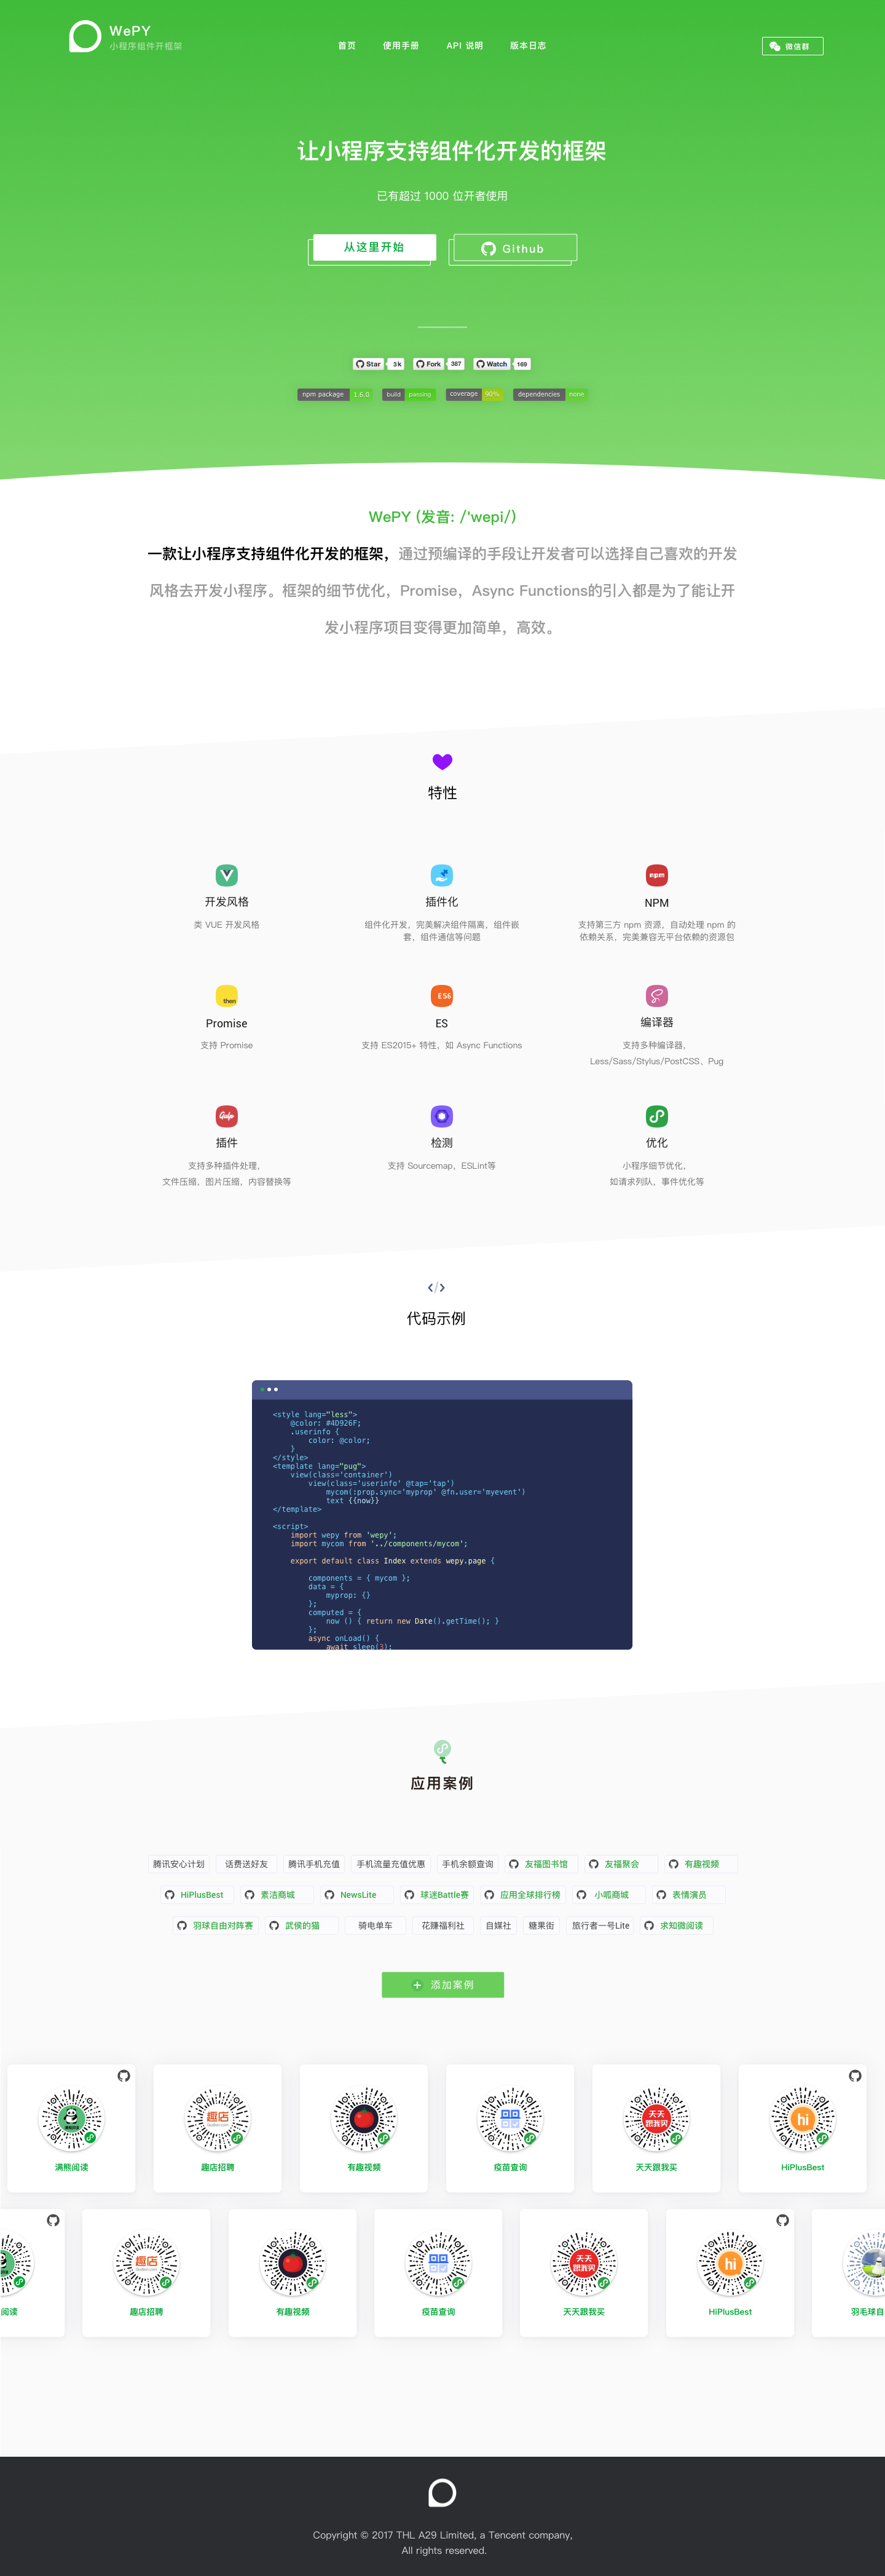 WePY
小程序组件开框架
首页 使用手册 API 说明 版本日志
微信群
让小程序支持组件化开发的框架
已有超过 1000 位开者使用
从这里开始 Github
Star 3k Fork 387 Watch 169
npm package 1.6.0 build passing coverage 90% dependencies none
WePY (发音: /'wepi/)
一款让小程序支持组件化开发的框架，通过预编译的手段让开发者可以选择自己喜欢的开发
风格去开发小程序。框架的细节优化，Promise，Async Functions的引入都是为了能让开
发小程序项目变得更加简单，高效。
特性
npm
开发风格 插件化 NPM
类 VUE 开发风格
组件化开发，完美解决组件隔离，组件嵌
套，组件通信等问题
支持第三方 npm 资源，自动处理 npm 的
依赖关系，完美兼容无平台依赖的资源包
then ES6
Promise ES 编译器
支持 Promise
支持 ES2015+ 特性，如 Async Functions
支持多种编译器，
Less/Sass/Stylus/PostCSS、Pug
Gulp
插件 检测 优化
支持多种插件处理，
文件压缩，图片压缩，内容替换等
支持 Sourcemap，ESLint等
小程序细节优化，
如请求列队，事件优化等
</>
代码示例
<style lang="less">
@color: #4D926F;
.userinfo {
color: @color;
}
</style>
<template lang="pug">
view(class='container')
view(class='userinfo' @tap='tap')
mycom(:prop.sync='myprop' @fn.user='myevent')
text {{now}}
</template>
<script>
import wepy from 'wepy';
import mycom from '../components/mycom';
export default class Index extends wepy.page {
components = { mycom };
data = {
myprop: {}
};
computed = {
now () { return new Date().getTime(); }
};
async onLoad() {
await sleep(3);
应用案例
腾讯安心计划 话费送好友 腾讯手机充值 手机流量充值优惠 手机余额查询 友福图书馆 友福聚会 有趣视频
HiPlusBest 素洁商城 NewsLite 球迷Battle赛 应用全球排行榜 小呱商城 表情演员
羽球自由对阵赛 武侯的猫 骑电单车 花赚福利社 自媒社 糖果街 旅行者一号Lite 求知微阅读
添加案例
趣店 天天跟我买 hi
满熊阅读 趣店招聘 有趣视频 疫苗查询 天天跟我买 HiPlusBest
趣店 天天跟我买 hi
阅读 趣店招聘 有趣视频 疫苗查询 天天跟我买 HiPlusBest 羽毛球自
Copyright © 2017 THL A29 Limited, a Tencent company,
All rights reserved.